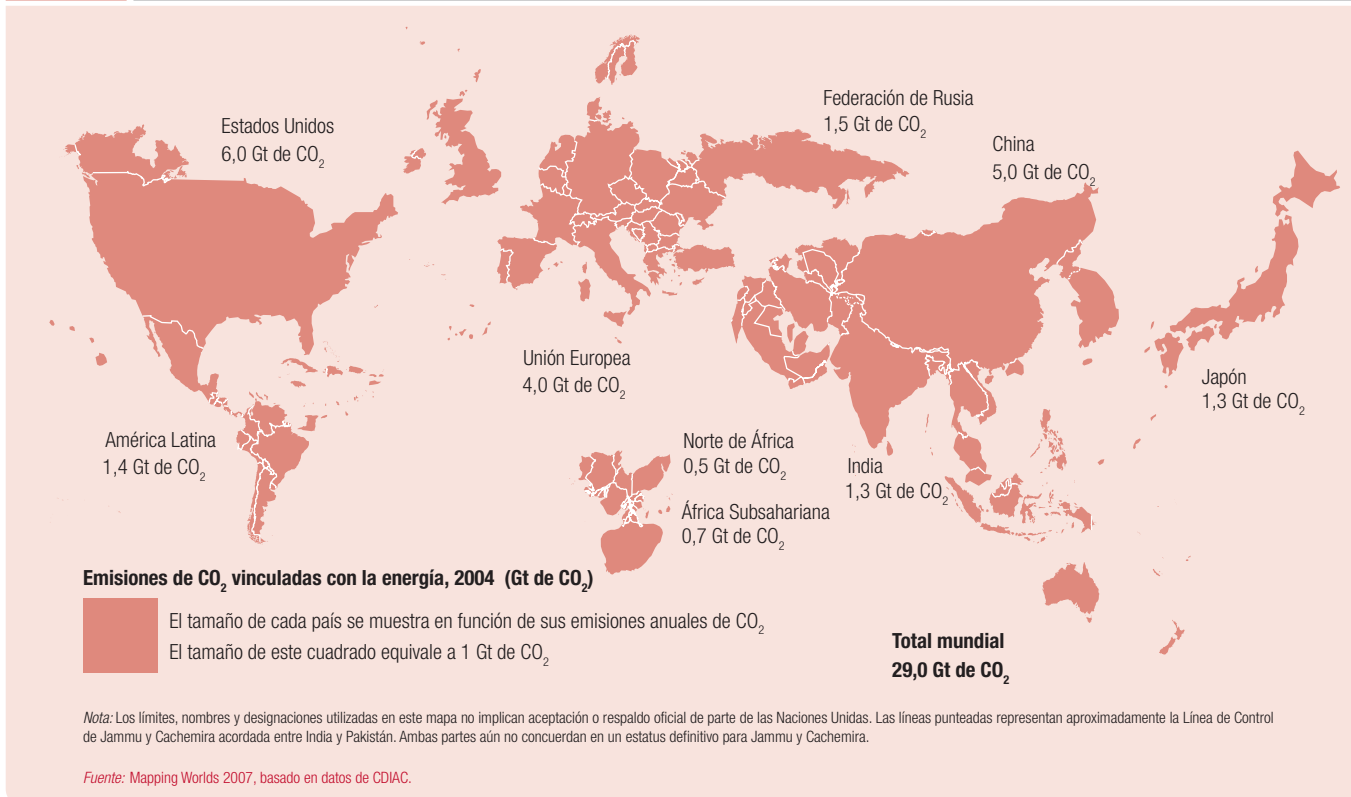 Estados Unidos
6,0 Gt de CO₂
Federación de Rusia
1,5 Gt de CO₂
China
5,0 Gt de CO₂
Unión Europea
4,0 Gt de CO₂
Japón
1,3 Gt de CO₂
América Latina
1,4 Gt de CO₂
Norte de África
0,5 Gt de CO₂
India
1,3 Gt de CO₂
África Subsahariana
0,7 Gt de CO₂
Emisiones de CO₂ vinculadas con la energía, 2004 (Gt de CO₂)
El tamaño de cada país se muestra en función de sus emisiones anuales de CO₂
El tamaño de este cuadrado equivale a 1 Gt de CO₂
Total mundial
29,0 Gt de CO₂
Nota: Los límites, nombres y designaciones utilizadas en este mapa no implican aceptación o respaldo oficial de parte de las Naciones Unidas. Las líneas punteadas representan aproximadamente la Línea de Control
de Jammu y Cachemira acordada entre India y Pakistán. Ambas partes aún no concuerdan en un estatus definitivo para Jammu y Cachemira.
Fuente: Mapping Worlds 2007, basado en datos de CDIAC.